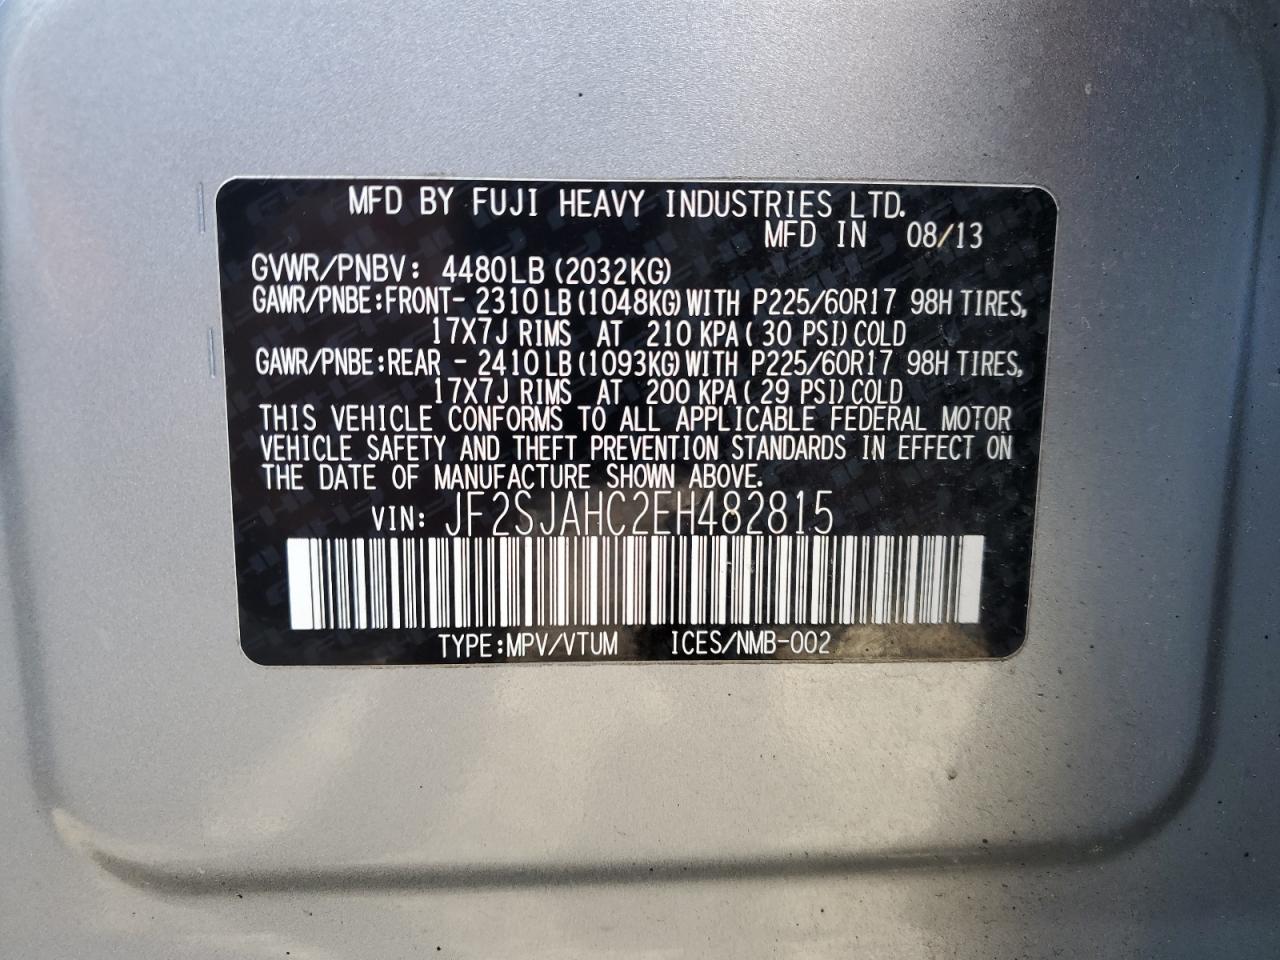 MFD BY FUJI HEAVY INDUSTRIES LTD.
MFD IN 08/13
GVWR/PNBV: 4480LB(2032KG)
GAWR/PNBE:FRONT- 2310LB(1048KG)WITH P225/60R17 98H TIRES,
17X7J RIMS AT 210 KPA(30 PSI)COLD
GAWR/PNBE:REAR - 2410LB(1093KG)WITH P225/60R17 98H TIRES,
17X7J RIMS AT 200 KPA(29 PSI)COLD
THIS VEHICLE CONFORMS TO ALL APPLICABLE FEDERAL MOTOR
VEHICLE SAFETY AND THEFT PREVENTION STANDARDS IN EFFECT ON
THE DATE OF MANUFACTURE SHOWN ABOVE.
VIN: JF2SJAHC2EH482815
TYPE:MPV/VTUM ICES/NMB-002